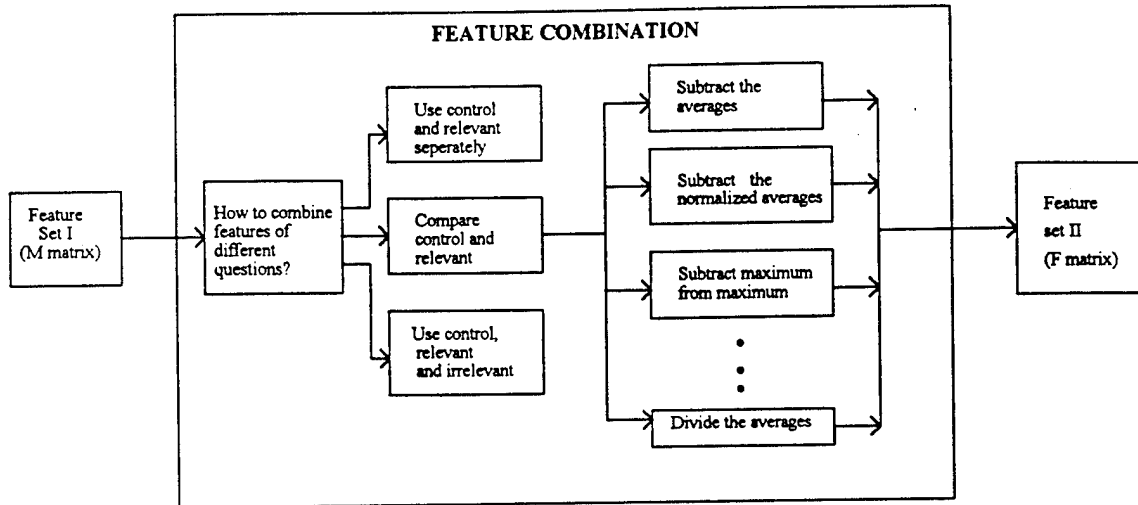 FEATURE COMBINATION
Feature
Set I
(M matrix)
How to combine
features of
different
questions?
Use control
and relevant
seperately
Compare
control and
relevant
Use control,
relevant
and irrelevant
Subtract the
averages
Subtract the
normalized averages
Subtract maximum
from maximum
Divide the averages
Feature
set II
(F matrix)